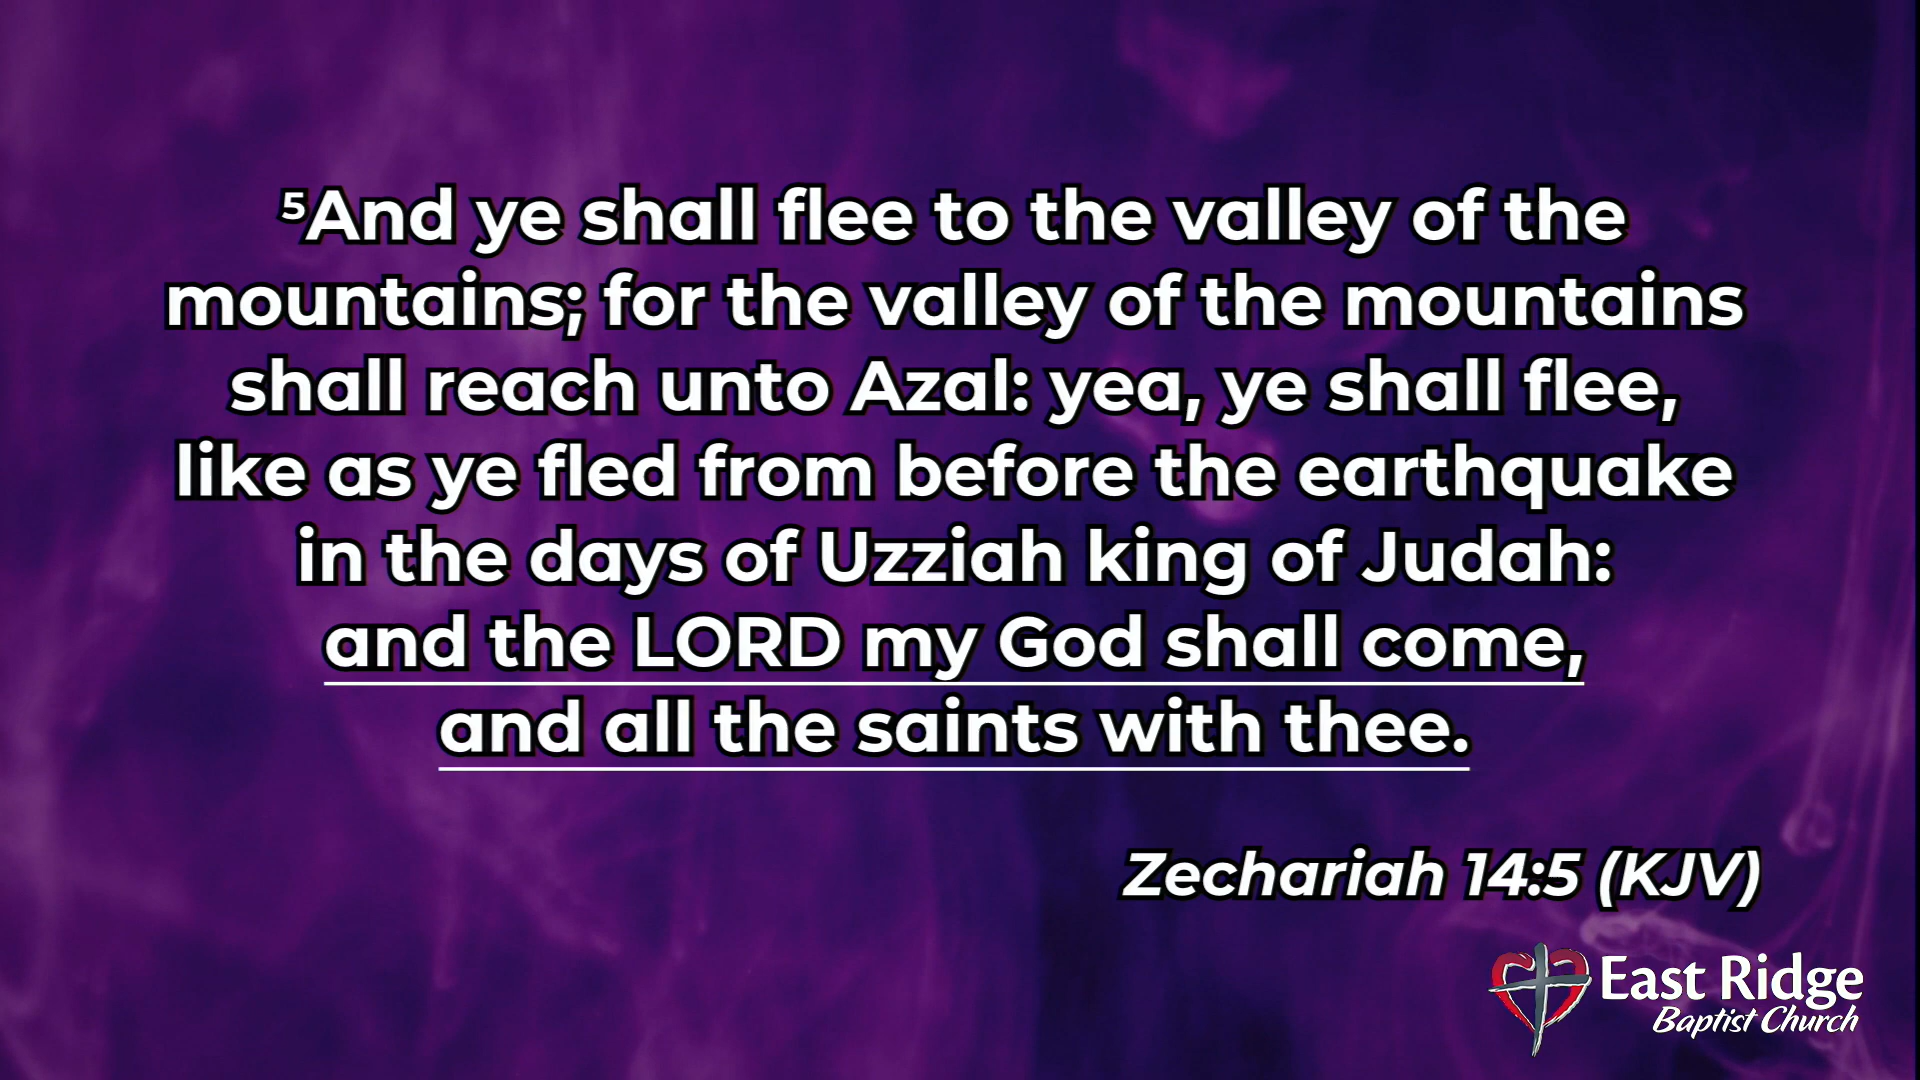 ⁵And ye shall flee to the valley of the
mountains; for the valley of the mountains
shall reach unto Azal: yea, ye shall flee,
like as ye fled from before the earthquake
in the days of Uzziah king of Judah:
and the LORD my God shall come,
and all the saints with thee.
Zechariah 14:5 (KJV)
East Ridge
Baptist Church